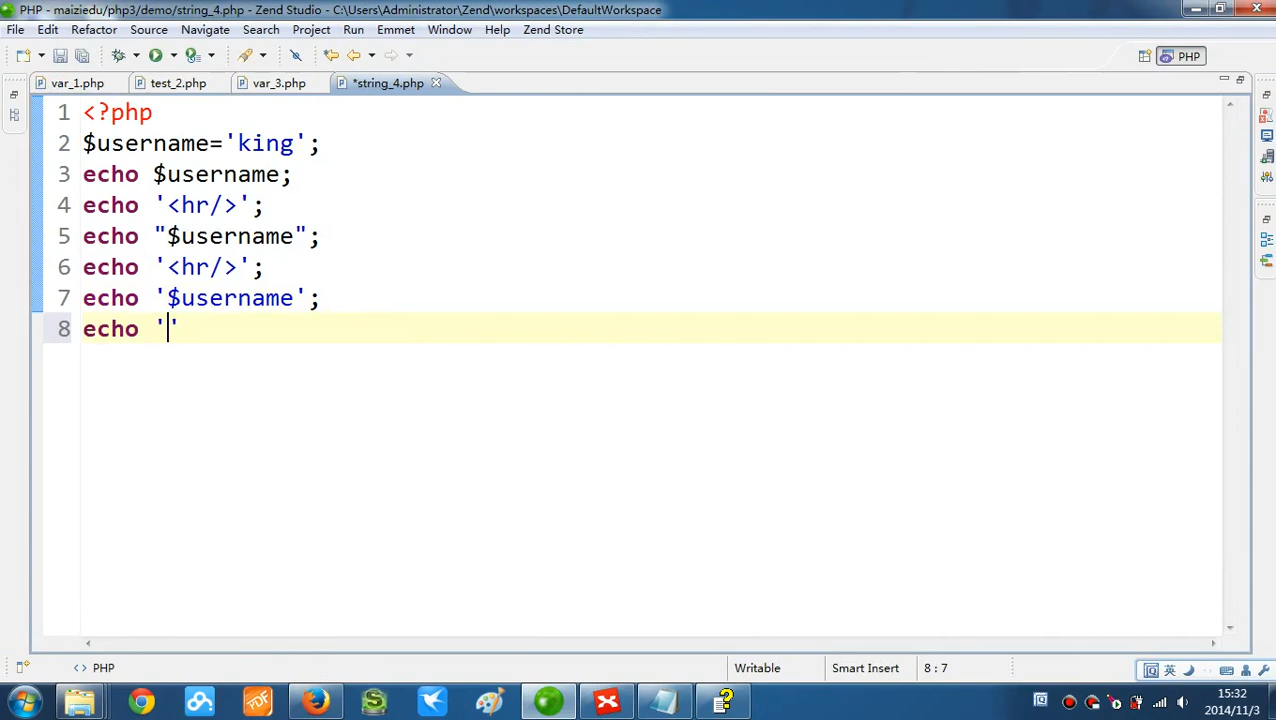 PHP - maiziedu/php3/demo/string_4.php - Zend Studio - C:\Users\Administrator\Zend\workspaces\DefaultWorkspace
File Edit Refactor Source Navigate Search Project Run Emmet Window Help Zend Store
PHP
var_1.php test_2.php var_3.php *string_4.php
1 <?php
2 $username='king';
3 echo $username;
4 echo '<hr/>';
5 echo "$username";
6 echo '<hr/>';
7 echo '$username';
8 echo ''
PHP Writable Smart Insert 8 : 7
英
PDF
15:32
2014/11/3